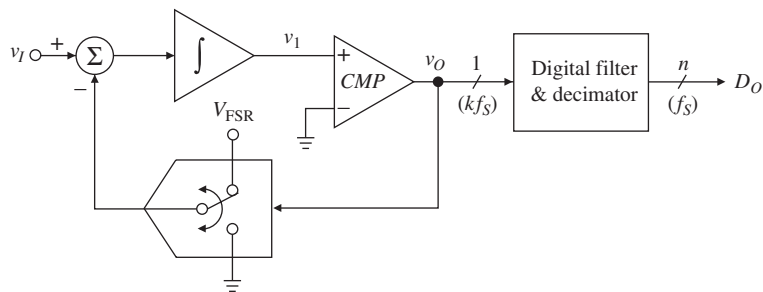 v_I
+
Σ
−
∫
v_1
+
−
CMP
v_O
1
(kf_S)
Digital filter
& decimator
n
(f_S)
D_O
V_FSR